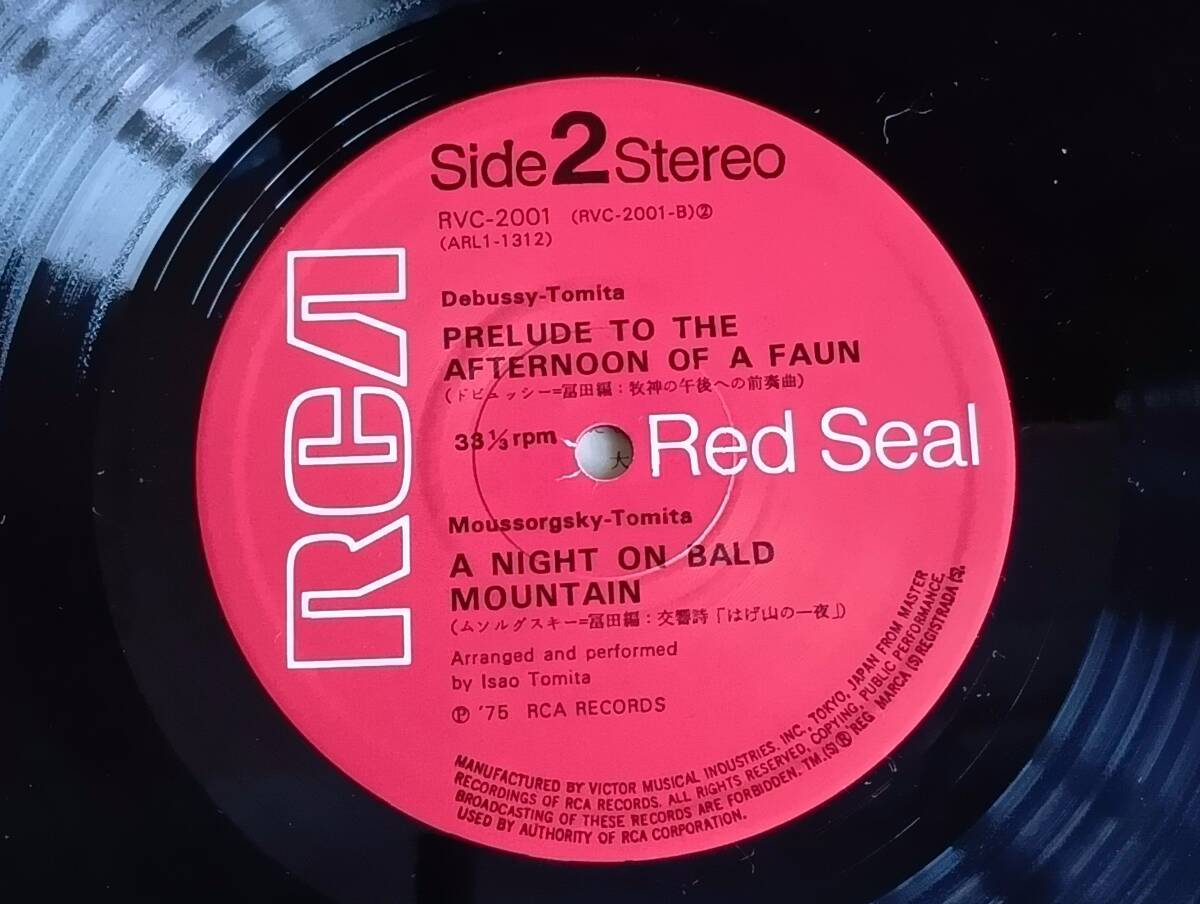 Side 2 Stereo
RVC-2001 (RVC-2001-B)②
(ARL1-1312)
RCA
Debussy-Tomita
PRELUDE TO THE
AFTERNOON OF A FAUN
(ドビュッシー=冨田編:牧神の午後への前奏曲)
33⅓rpm
大
Red Seal
Moussorgsky-Tomita
A NIGHT ON BALD
MOUNTAIN
(ムソルグスキー=冨田編:交響詩「はげ山の一夜」)
Arranged and performed
by Isao Tomita
Ⓟ '75 RCA RECORDS
MANUFACTURED BY VICTOR MUSICAL INDUSTRIES, INC., TOKYO, JAPAN FROM MASTER
RECORDINGS OF RCA RECORDS. ALL RIGHTS RESERVED, COPYING, PUBLIC PERFORMANCE,
BROADCASTING OF THESE RECORDS ARE FORBIDDEN. TM.(S) ® REG MARCA (S) REGISTRADA (S).
USED BY AUTHORITY OF RCA CORPORATION.